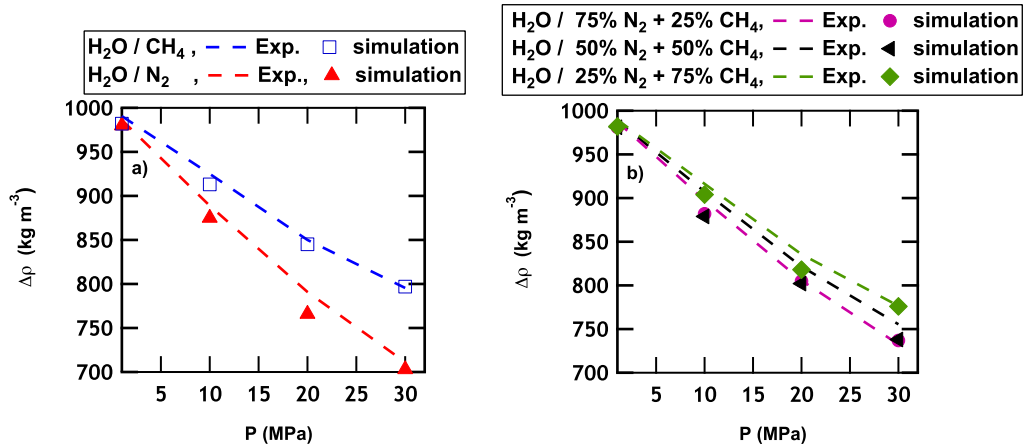 H₂O / CH₄ , Exp. simulation
H₂O / N₂ , Exp., simulation
H₂O / 75% N₂ + 25% CH₄, Exp. simulation
H₂O / 50% N₂ + 50% CH₄, Exp. simulation
H₂O / 25% N₂ + 75% CH₄, Exp. simulation
1000
950
900
850
800
750
700
Δρ (kg m⁻³)
a)
5 10 15 20 25 30
P (MPa)
1000
950
900
850
800
750
700
Δρ (kg m⁻³)
b)
5 10 15 20 25 30
P (MPa)